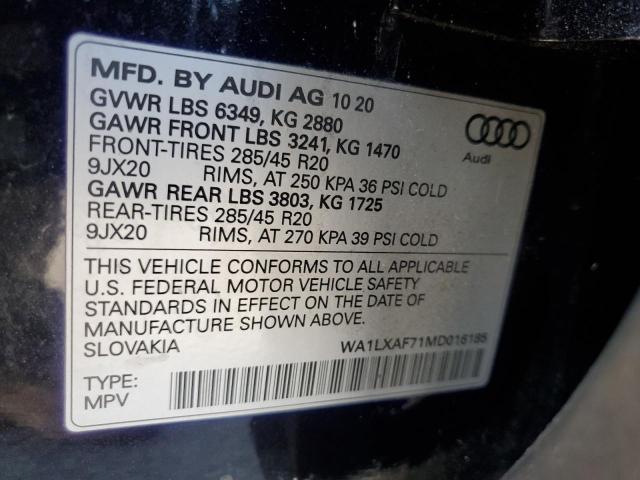 MFD. BY AUDI AG 10 20
GVWR LBS 6349, KG 2880
GAWR FRONT LBS 3241, KG 1470
FRONT-TIRES 285/45 R20
9JX20 RIMS, AT 250 KPA 36 PSI COLD
GAWR REAR LBS 3803, KG 1725
REAR-TIRES 285/45 R20
9JX20 RIMS, AT 270 KPA 39 PSI COLD
Audi
THIS VEHICLE CONFORMS TO ALL APPLICABLE
U.S. FEDERAL MOTOR VEHICLE SAFETY
STANDARDS IN EFFECT ON THE DATE OF
MANUFACTURE SHOWN ABOVE.
SLOVAKIA WA1LXAF71MD016185
TYPE:
MPV